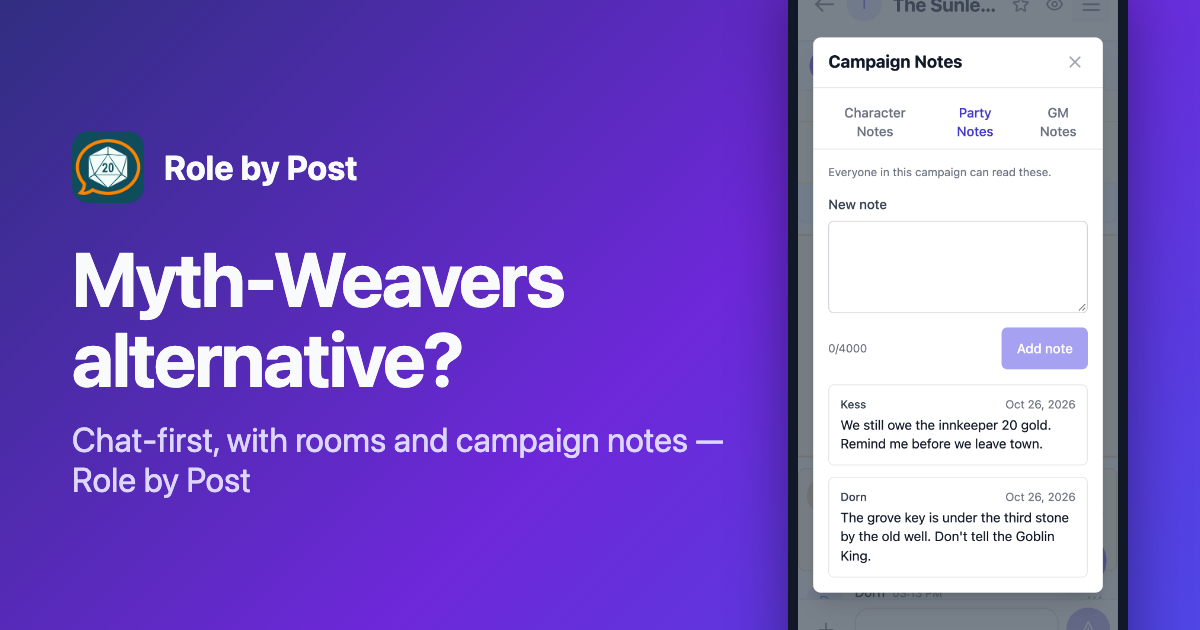 20
Role by Post
Myth-Weavers
alternative?
Chat-first, with rooms and campaign notes —
Role by Post
The Sunle...
Campaign Notes
Character
Notes
Party
Notes
GM
Notes
Everyone in this campaign can read these.
New note
0/4000
Add note
Kess
Oct 26, 2026
We still owe the innkeeper 20 gold.
Remind me before we leave town.
Dorn
Oct 26, 2026
The grove key is under the third stone
by the old well. Don't tell the Goblin
King.
Dorn 03:13 PM